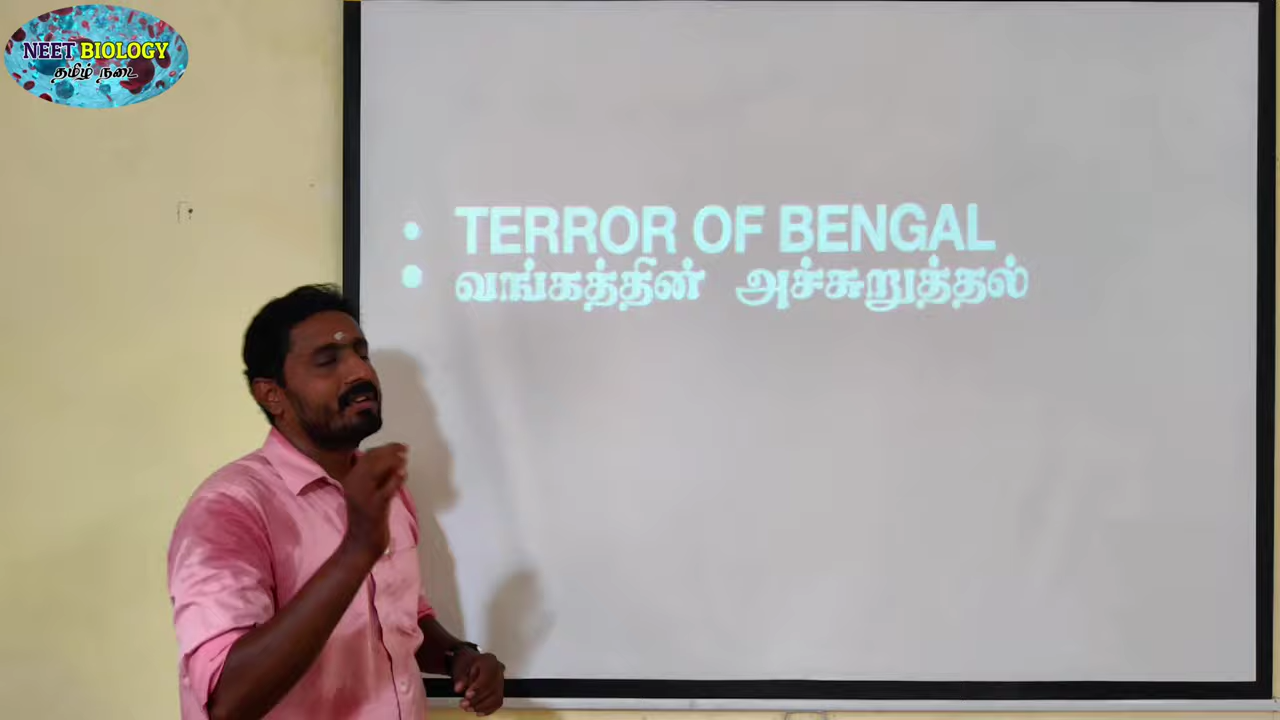 NEET BIOLOGY
தமிழ் நடை
• TERROR OF BENGAL
• வங்கத்தின் அச்சுறுத்தல்